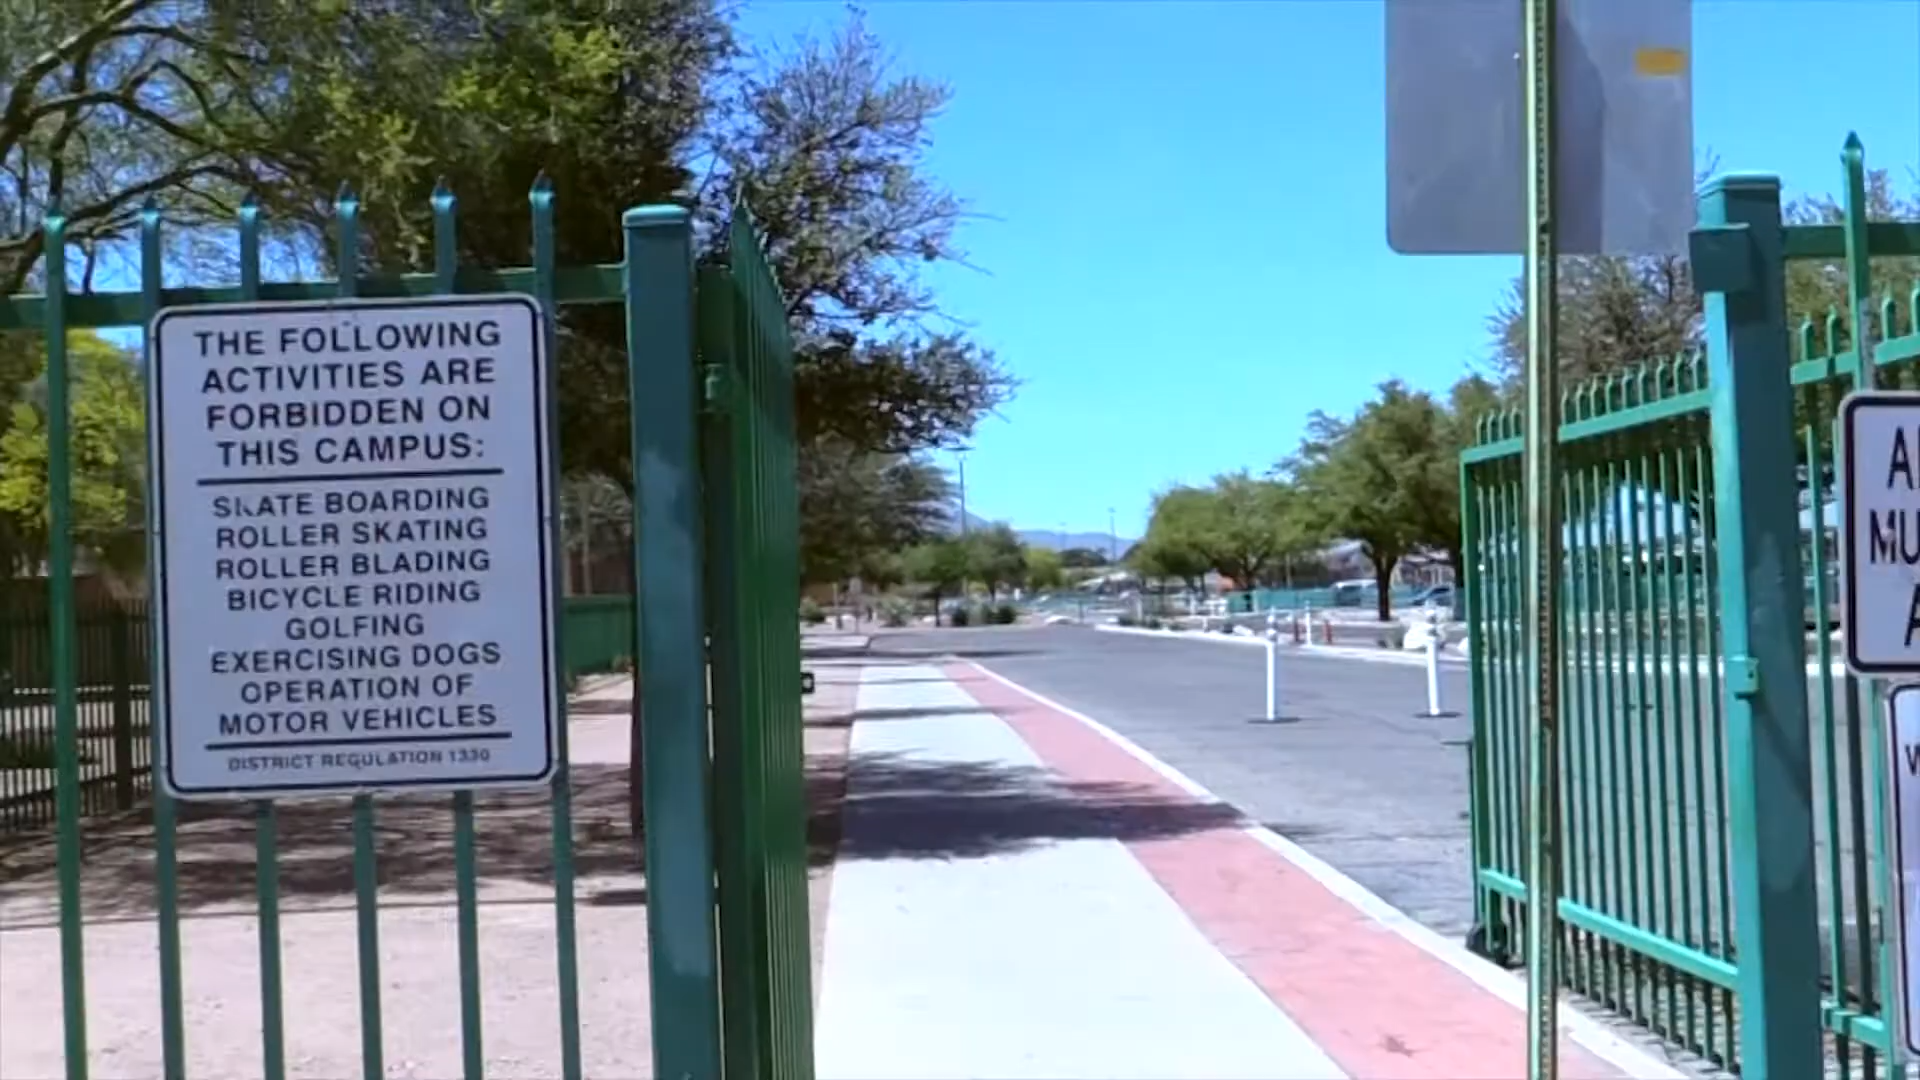 THE FOLLOWING
ACTIVITIES ARE
FORBIDDEN ON
THIS CAMPUS:
SKATE BOARDING
ROLLER SKATING
ROLLER BLADING
BICYCLE RIDING
GOLFING
EXERCISING DOGS
OPERATION OF
MOTOR VEHICLES
DISTRICT REGULATION 1330